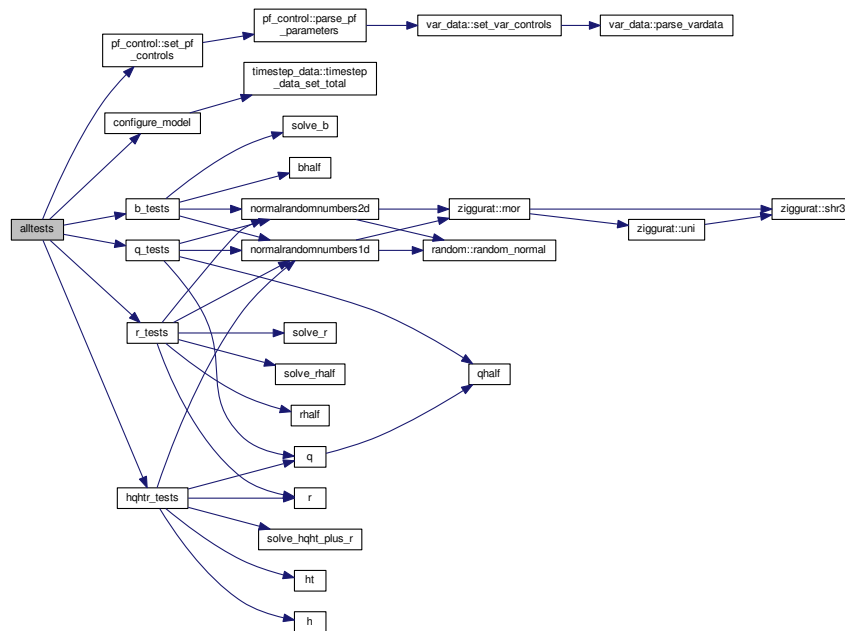 pf_control::parse_pf
_parameters
var_data::set_var_controls
var_data::parse_vardata
pf_control::set_pf
_controls
timestep_data::timestep
_data_set_total
configure_model
solve_b
bhalf
b_tests
normalrandomnumbers2d
ziggurat::rnor
ziggurat::shr3
alltests
ziggurat::uni
q_tests
normalrandomnumbers1d
random::random_normal
r_tests
solve_r
solve_rhalf
qhalf
rhalf
q
hqhtr_tests
r
solve_hqht_plus_r
ht
h